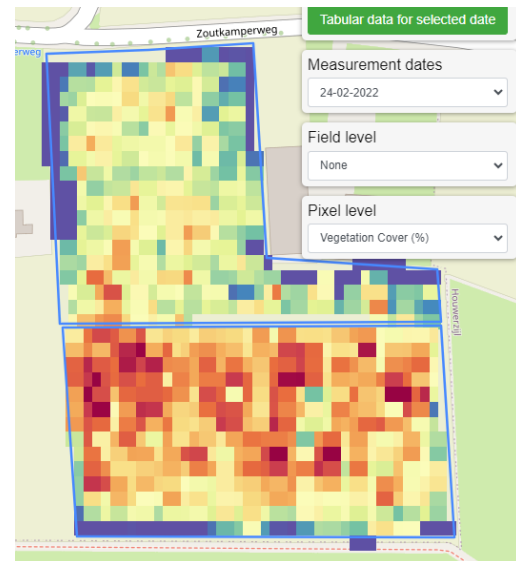 Zoutkamperweg
erweg
Tabular data for selected date
Measurement dates
24-02-2022
Field level
None
Pixel level
Vegetation Cover (%)
Houwerzijl